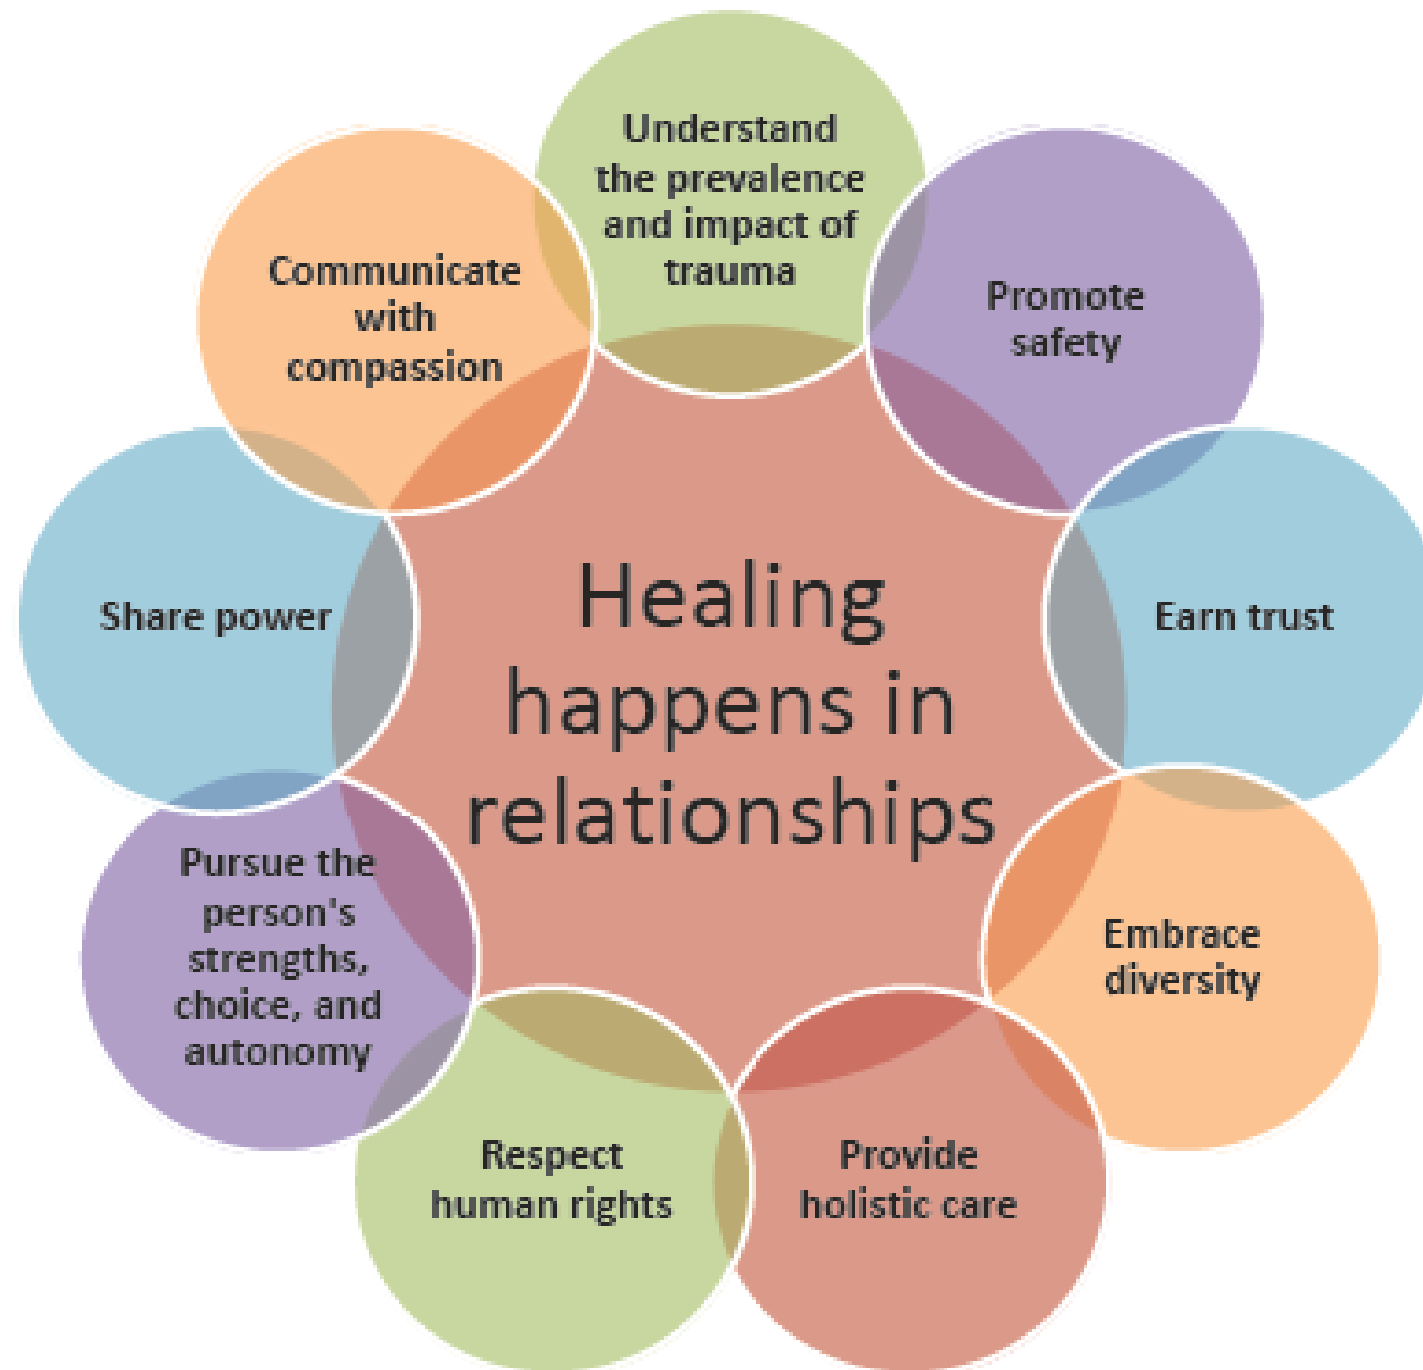 Understand
the prevalence
and impact of
trauma
Promote
safety
Earn trust
Embrace
diversity
Provide
holistic care
Respect
human rights
Pursue the
person's
strengths,
choice, and
autonomy
Share power
Communicate
with
compassion
Healing
happens in
relationships